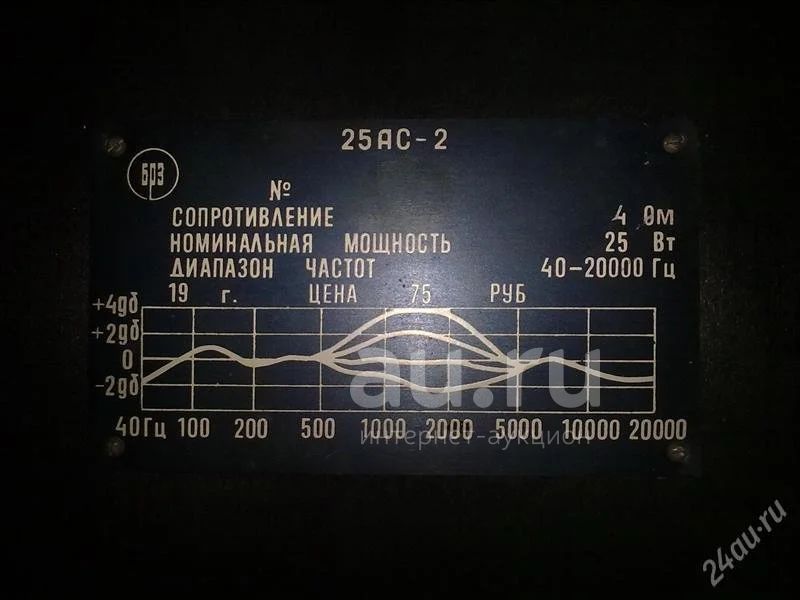 25АС-2
БРЗ
№
СОПРОТИВЛЕНИЕ 4 Ом
НОМИНАЛЬНАЯ МОЩНОСТЬ 25 Вт
ДИАПАЗОН ЧАСТОТ 40-20000 Гц
19 г. ЦЕНА 75 РУБ
+4дб
+2дб
0
-2дб
40Гц 100 200 500 1000 2000 5000 10000 20000
au.ru
интернет-аукцион
24au.ru